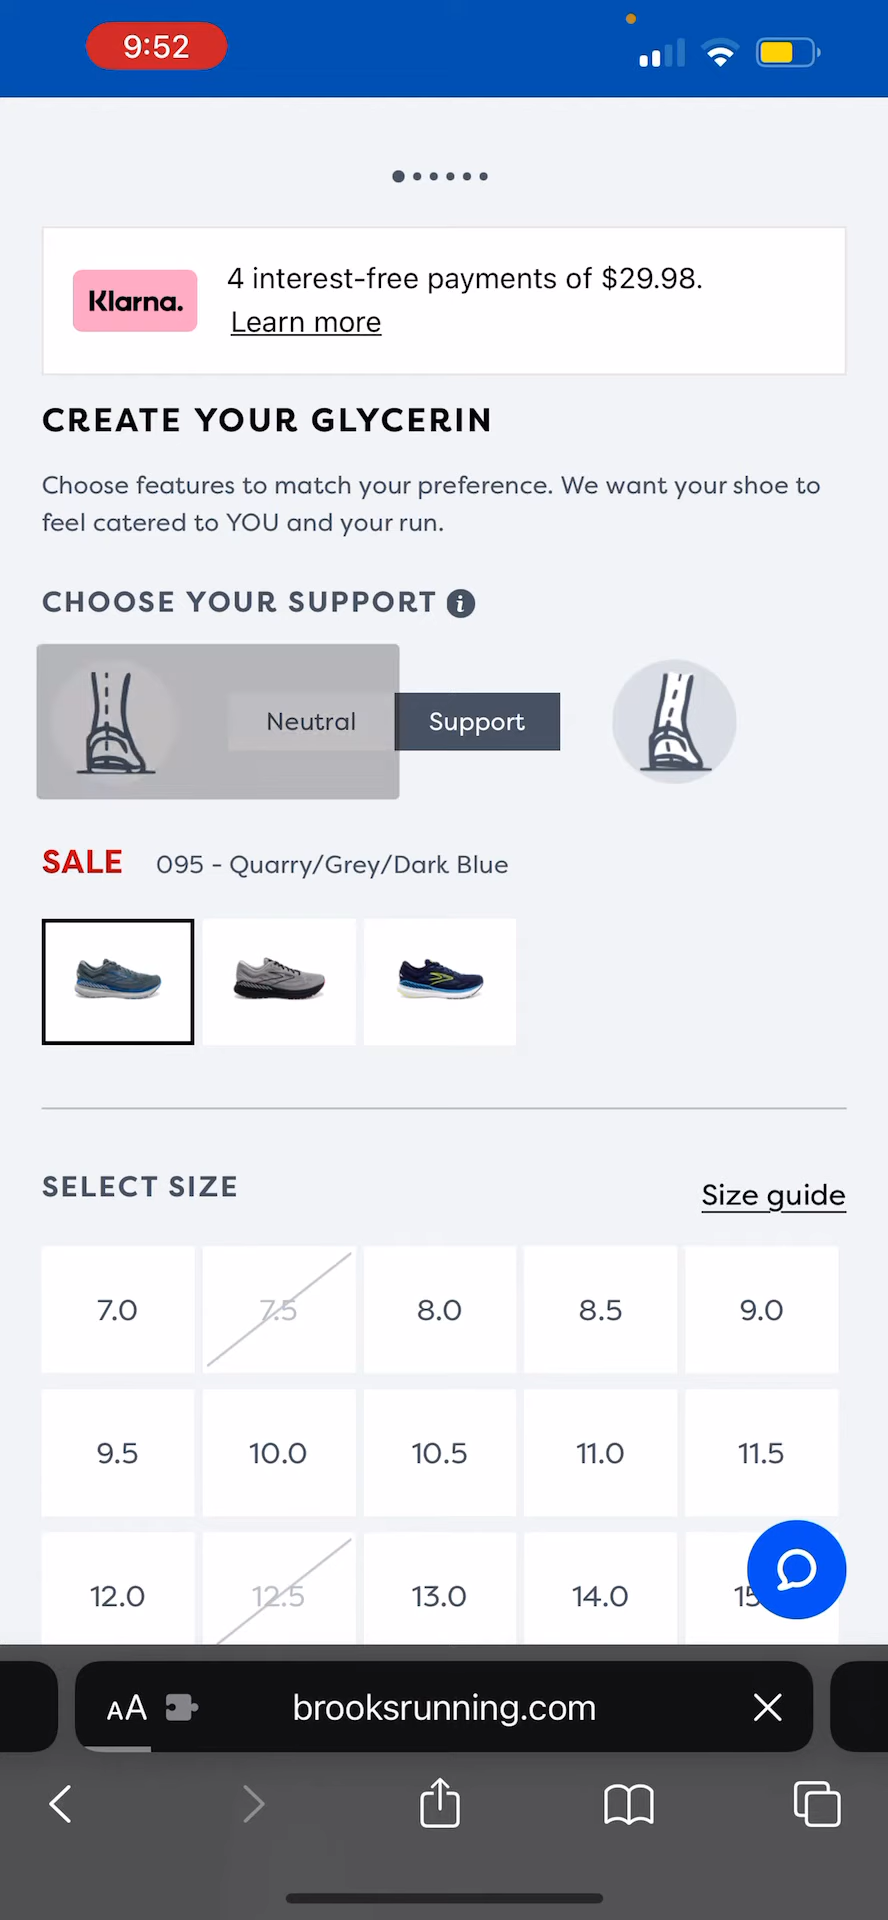 9:52
Klarna.
4 interest-free payments of $29.98.
Learn more
CREATE YOUR GLYCERIN
Choose features to match your preference. We want your shoe to
feel catered to YOU and your run.
CHOOSE YOUR SUPPORT i
Neutral Support
SALE 095 - Quarry/Grey/Dark Blue
SELECT SIZE
Size guide
7.0 7.5 8.0 8.5 9.0
9.5 10.0 10.5 11.0 11.5
12.0 12.5 13.0 14.0
AA brooksrunning.com